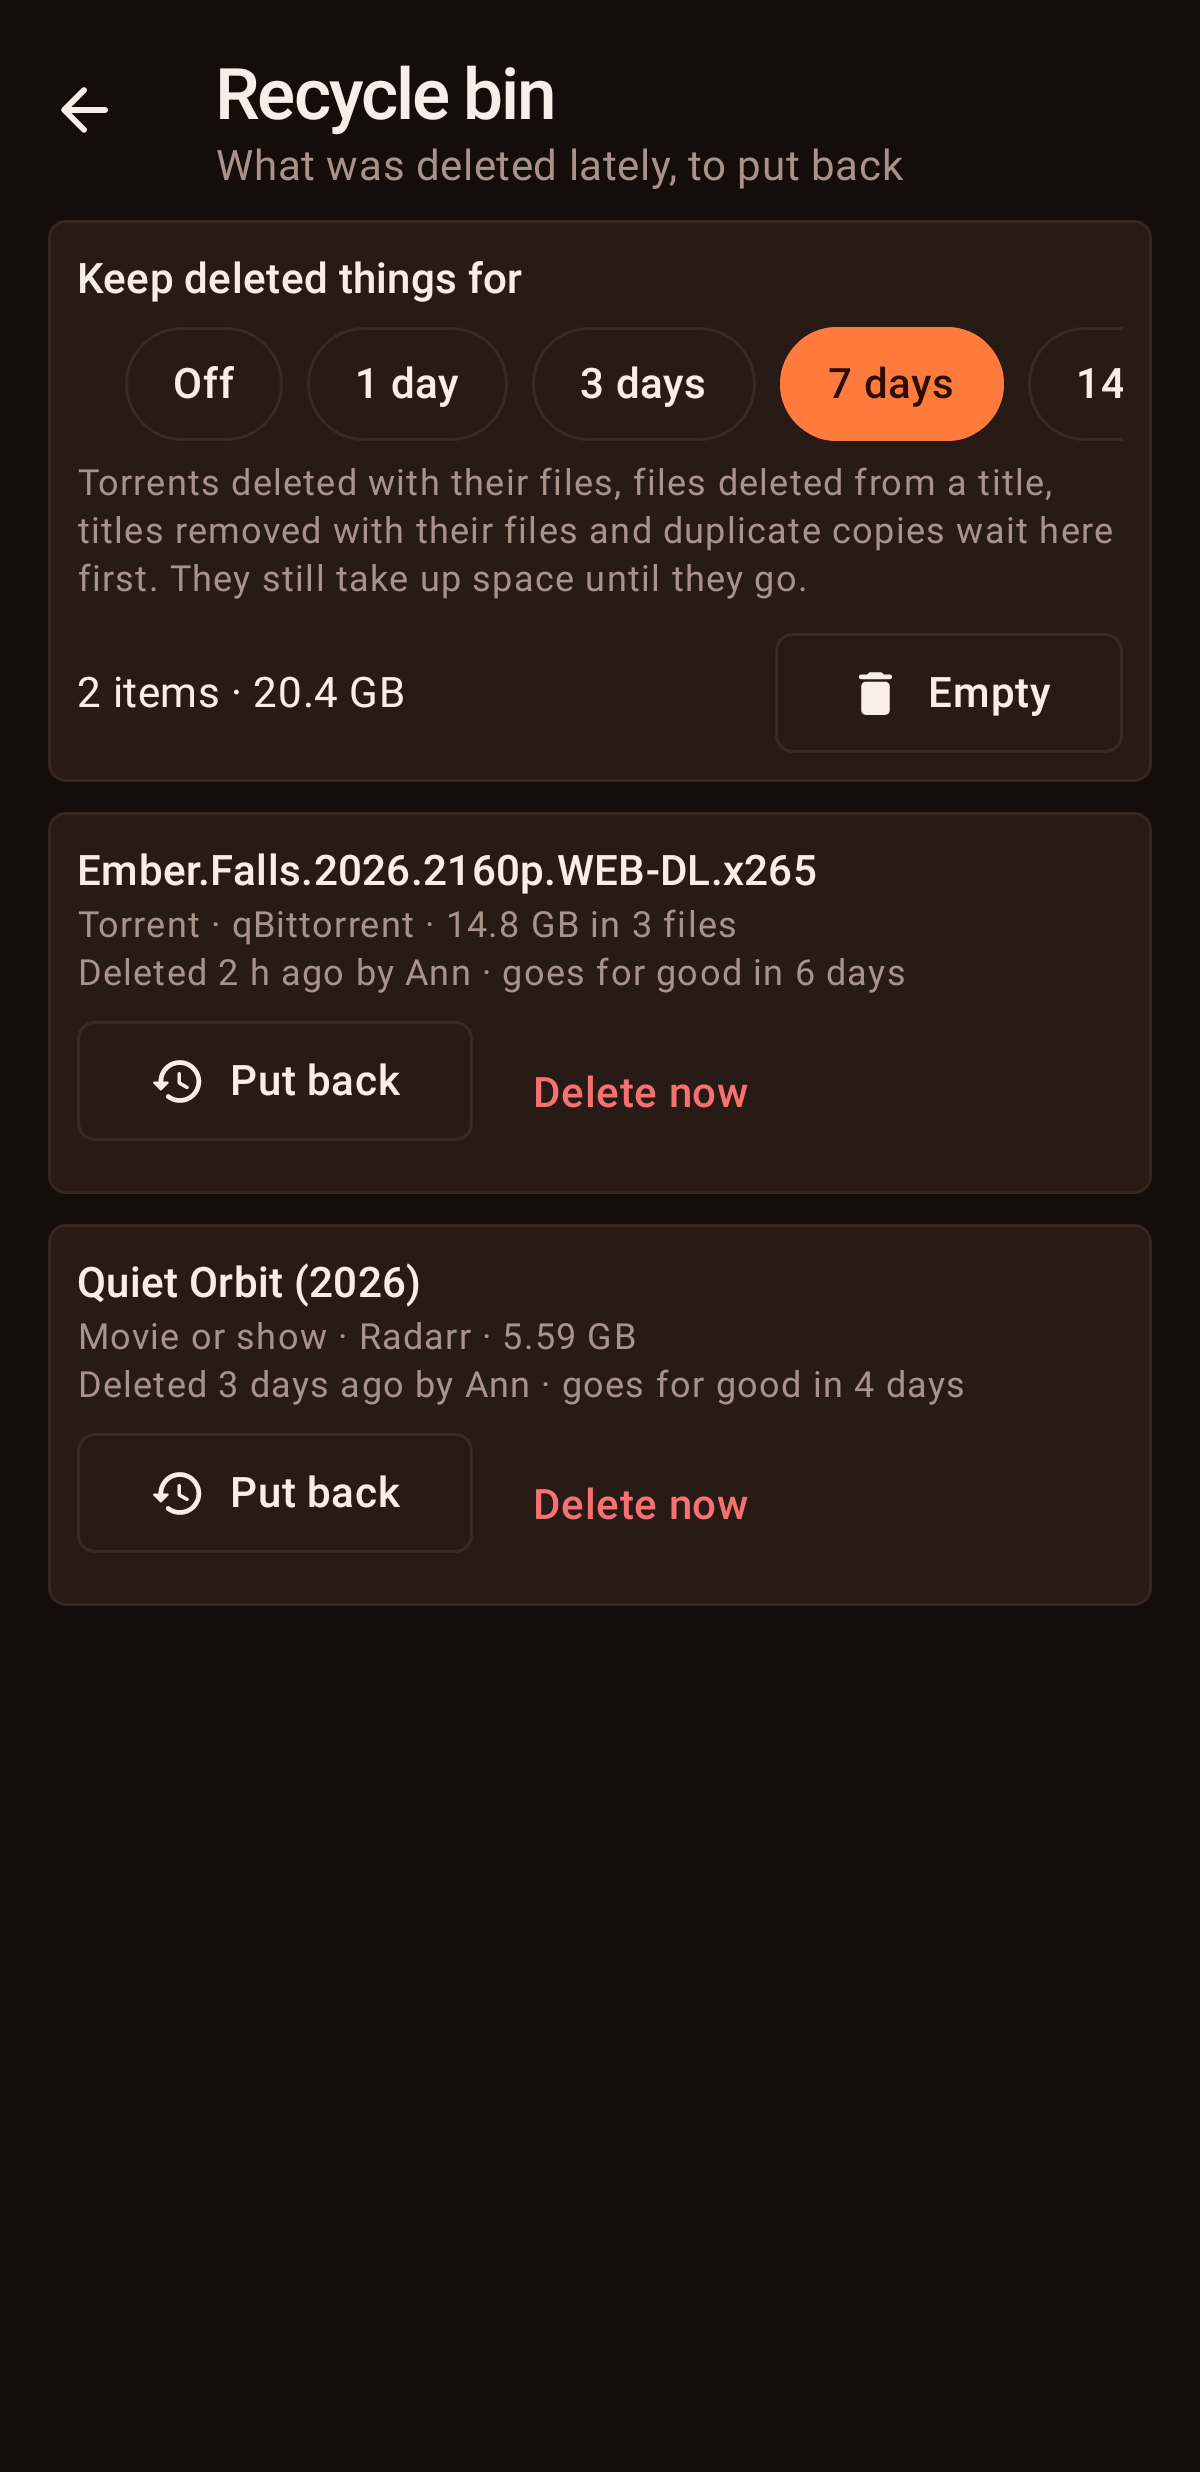 Recycle bin
What was deleted lately, to put back
Keep deleted things for
Off 1 day 3 days 7 days 14
Torrents deleted with their files, files deleted from a title,
titles removed with their files and duplicate copies wait here
first. They still take up space until they go.
2 items · 20.4 GB Empty
Ember.Falls.2026.2160p.WEB-DL.x265
Torrent · qBittorrent · 14.8 GB in 3 files
Deleted 2 h ago by Ann · goes for good in 6 days
Put back Delete now
Quiet Orbit (2026)
Movie or show · Radarr · 5.59 GB
Deleted 3 days ago by Ann · goes for good in 4 days
Put back Delete now